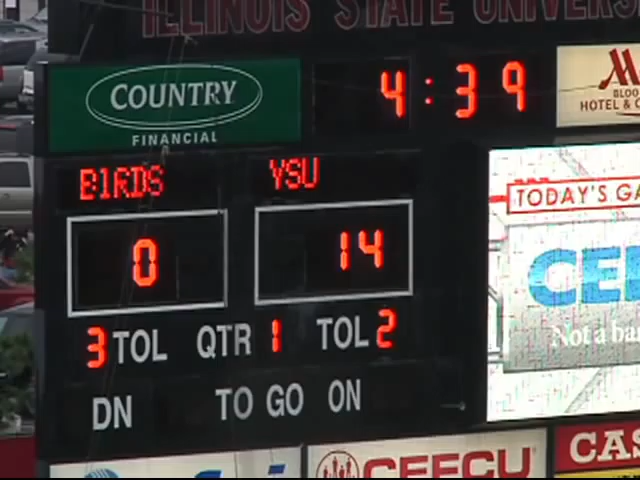 ILLINOIS STATE UNIVERS
COUNTRY
FINANCIAL
4:39
HOTEL & C
BIRDS YSU
0 14
3 TOL QTR 1 TOL 2
DN TO GO ON
TODAY'S GA
CEF
Not a ba
CEFCU
CAS